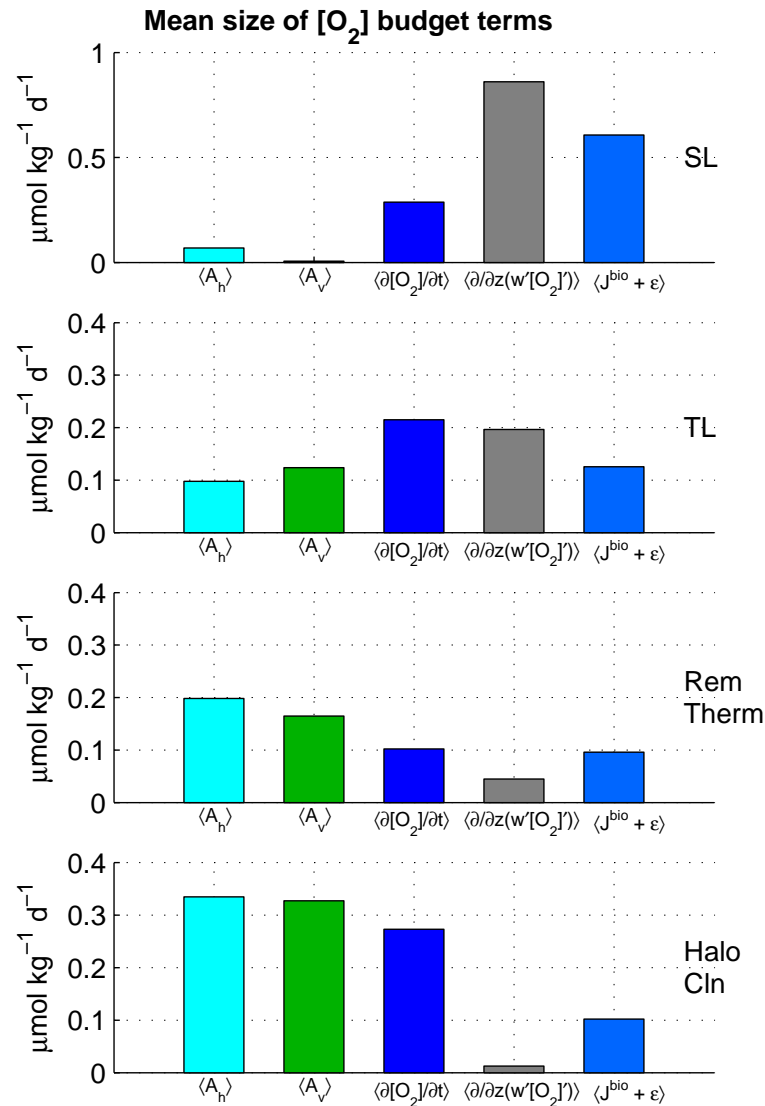 Mean size of [O₂] budget terms
μmol kg⁻¹ d⁻¹
1
0.5
0
SL
⟨Aₕ⟩ ⟨Aᵥ⟩ ⟨∂[O₂]/∂t⟩ ⟨∂/∂z(w′[O₂]′)⟩ ⟨Jᵇⁱᵒ + ε⟩
μmol kg⁻¹ d⁻¹
0.4
0.3
0.2
0.1
0
TL
⟨Aₕ⟩ ⟨Aᵥ⟩ ⟨∂[O₂]/∂t⟩ ⟨∂/∂z(w′[O₂]′)⟩ ⟨Jᵇⁱᵒ + ε⟩
μmol kg⁻¹ d⁻¹
0.4
0.3
0.2
0.1
0
Rem
Therm
⟨Aₕ⟩ ⟨Aᵥ⟩ ⟨∂[O₂]/∂t⟩ ⟨∂/∂z(w′[O₂]′)⟩ ⟨Jᵇⁱᵒ + ε⟩
μmol kg⁻¹ d⁻¹
0.4
0.3
0.2
0.1
0
Halo
Cln
⟨Aₕ⟩ ⟨Aᵥ⟩ ⟨∂[O₂]/∂t⟩ ⟨∂/∂z(w′[O₂]′)⟩ ⟨Jᵇⁱᵒ + ε⟩